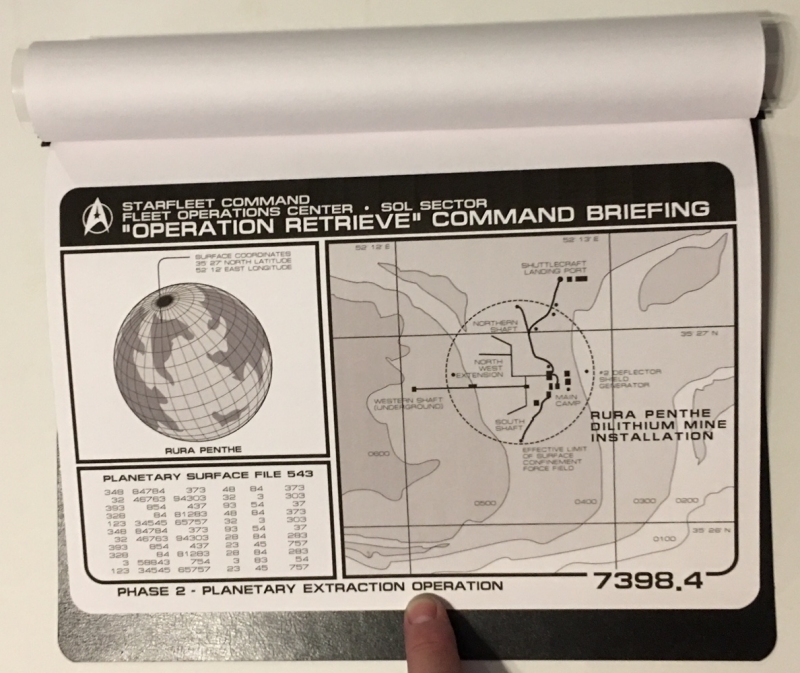 STARFLEET COMMAND
FLEET OPERATIONS CENTER • SOL SECTOR
"OPERATION RETRIEVE" COMMAND BRIEFING
SURFACE COORDINATES
35° 27' NORTH LATITUDE
52° 12' EAST LONGITUDE
RURA PENTHE
PLANETARY SURFACE FILE 543
348 84784 373 48 84 373
32 46763 94303 32 3 303
393 854 437 93 54 37
328 84 81283 48 84 373
123 34545 65757 32 3 303
348 84784 373 93 54 37
32 46763 94303 28 84 283
393 854 437 23 45 757
328 84 81283 28 84 283
3 58843 754 3 83 54
123 34545 65757 23 45 757
52° 12' E
52° 13' E
SHUTTLECRAFT
LANDING PORT
NORTHERN
SHAFT
35° 27' N
NORTH
WEST
EXTENSION
#2 DEFLECTOR
SHIELD
GENERATOR
WESTERN SHAFT
(UNDERGROUND)
MAIN
CAMP
SOUTH
SHAFT
RURA PENTHE
DILITHIUM MINE
INSTALLATION
EFFECTIVE LIMIT
OF SURFACE
CONFINEMENT
FORCE FIELD
0600
0500
0400
0300
0200
0100
35° 26' N
PHASE 2 - PLANETARY EXTRACTION OPERATION
7398.4